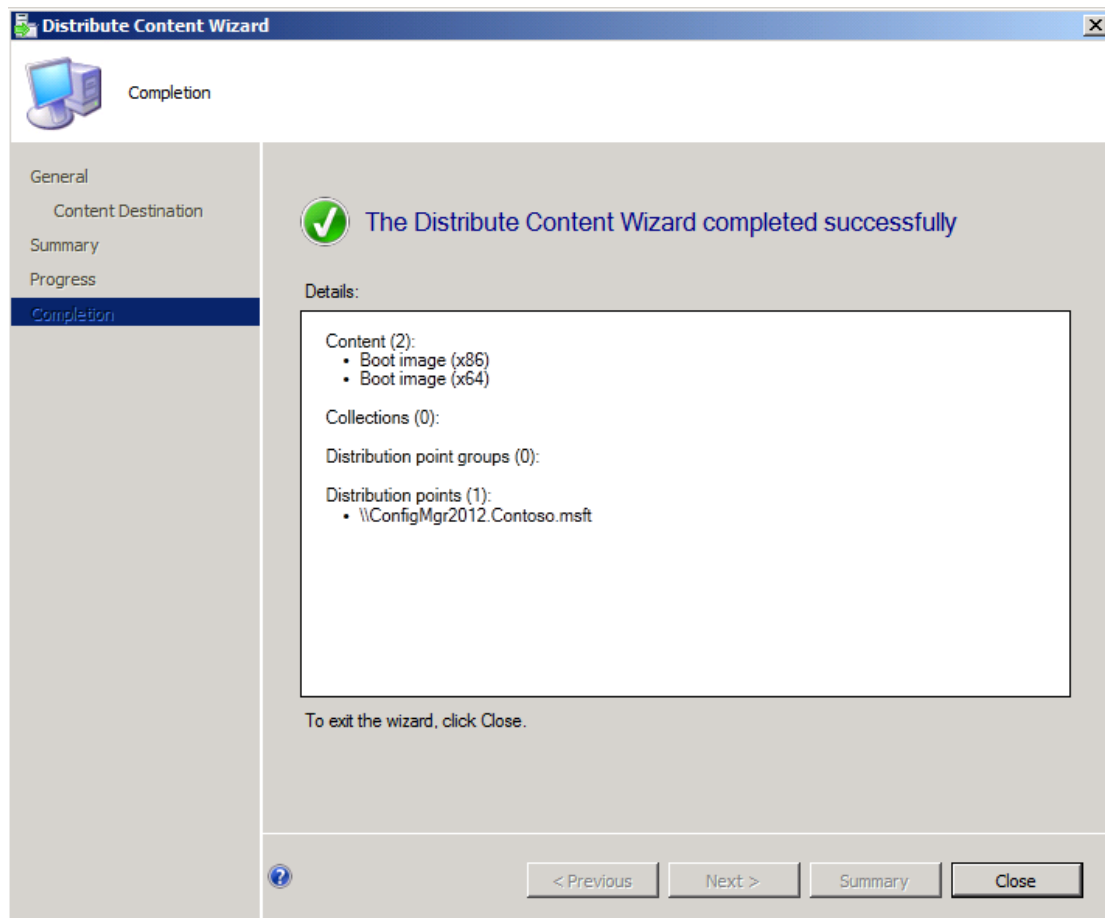 Distribute Content Wizard
Completion
General
Content Destination
Summary
Progress
Completion
The Distribute Content Wizard completed successfully
Details:
Content (2):
• Boot image (x86)
• Boot image (x64)
Collections (0):
Distribution point groups (0):
Distribution points (1):
• \\ConfigMgr2012.Contoso.msft
To exit the wizard, click Close.
< Previous
Next >
Summary
Close